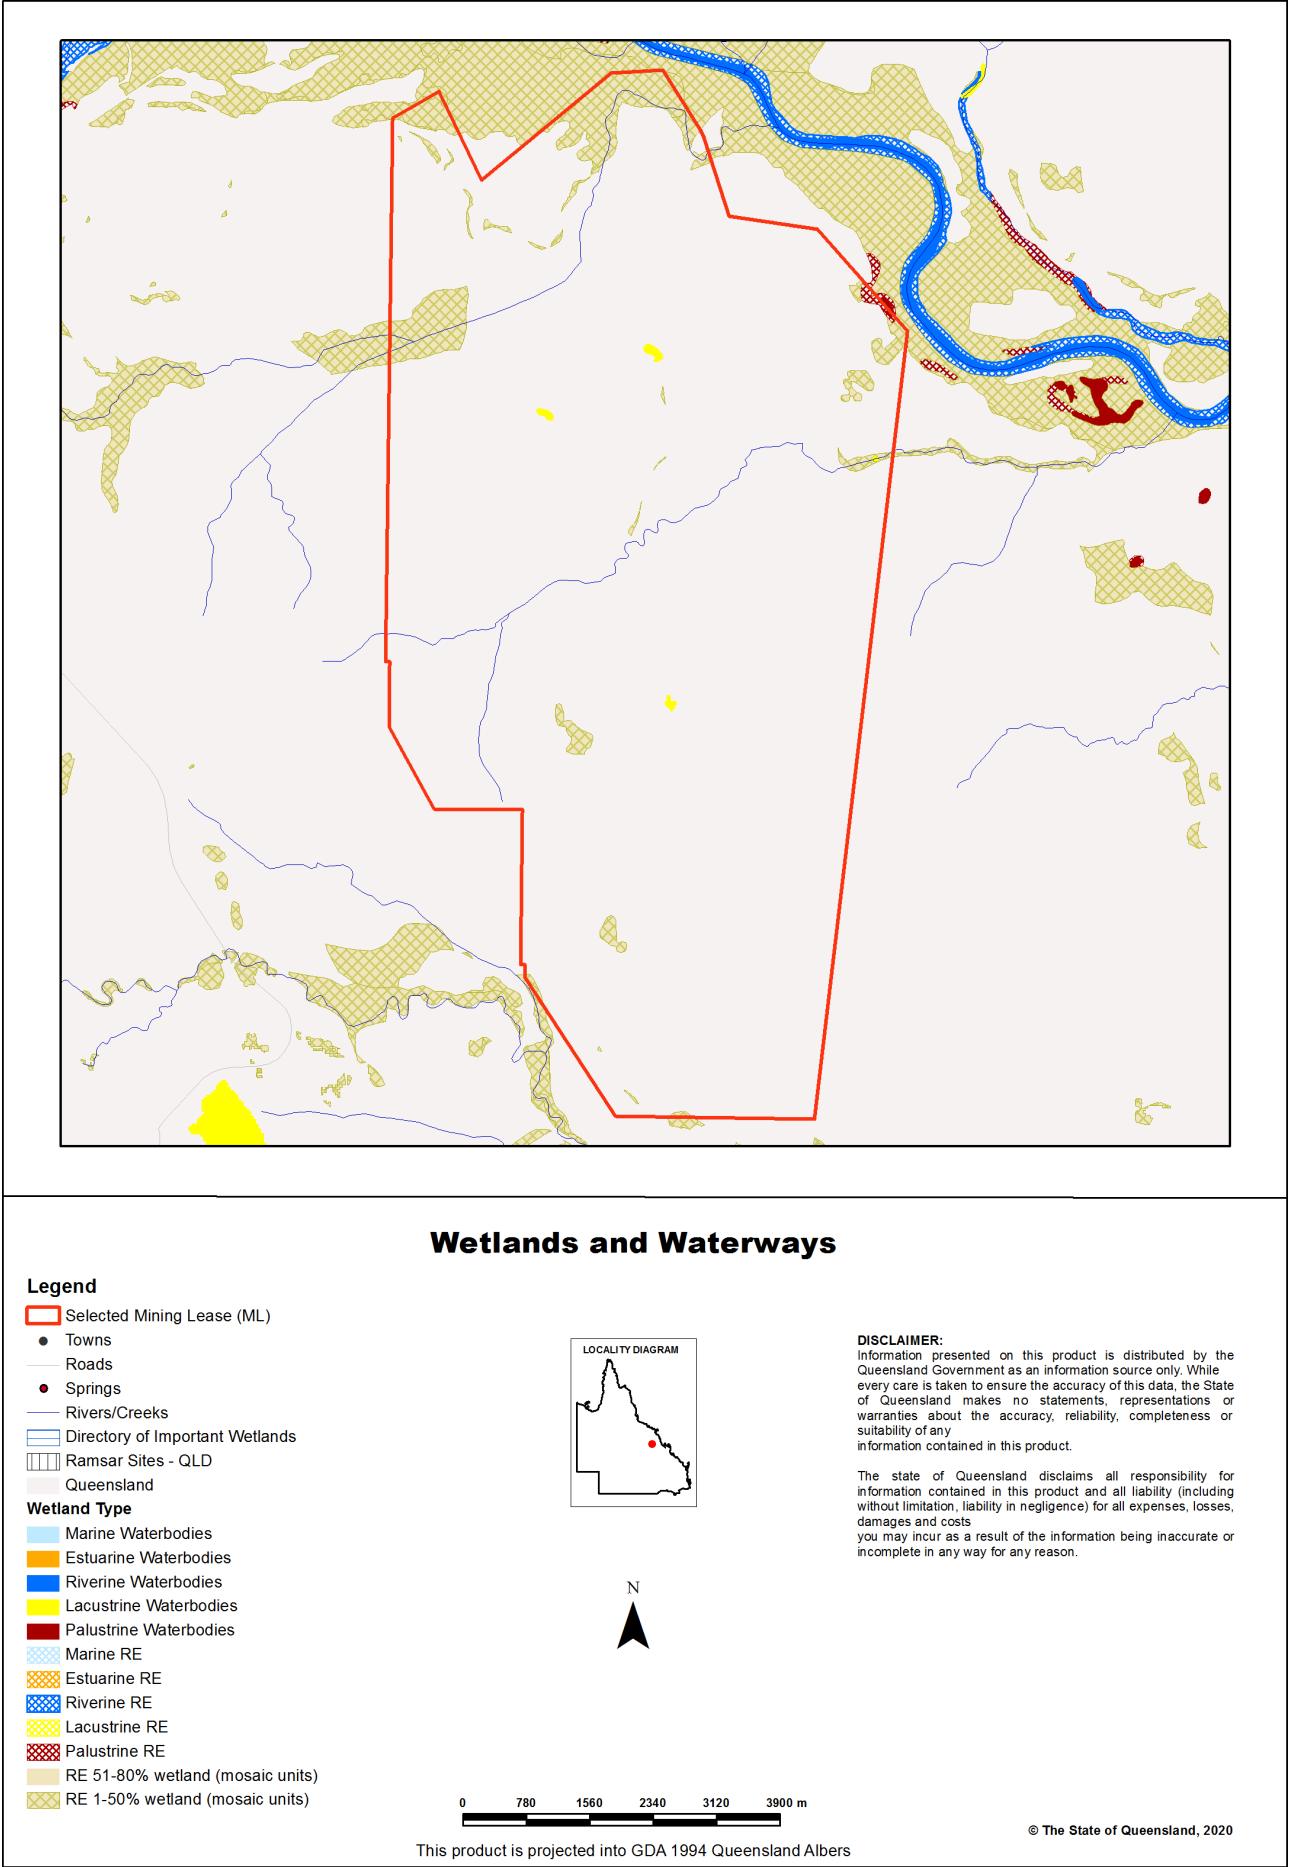 Wetlands and Waterways
Legend
Selected Mining Lease (ML)
Towns
Roads
Springs
Rivers/Creeks
Directory of Important Wetlands
Ramsar Sites - QLD
Queensland
Wetland Type
Marine Waterbodies
Estuarine Waterbodies
Riverine Waterbodies
Lacustrine Waterbodies
Palustrine Waterbodies
Marine RE
Estuarine RE
Riverine RE
Lacustrine RE
Palustrine RE
RE 51-80% wetland (mosaic units)
RE 1-50% wetland (mosaic units)
LOCALITY DIAGRAM
N
0 780 1560 2340 3120 3900 m
This product is projected into GDA 1994 Queensland Albers
DISCLAIMER:
Information presented on this product is distributed by the
Queensland Government as an information source only. While
every care is taken to ensure the accuracy of this data, the State
of Queensland makes no statements, representations or
warranties about the accuracy, reliability, completeness or
suitability of any
information contained in this product.
The state of Queensland disclaims all responsibility for
information contained in this product and all liability (including
without limitation, liability in negligence) for all expenses, losses,
damages and costs
you may incur as a result of the information being inaccurate or
incomplete in any way for any reason.
© The State of Queensland, 2020